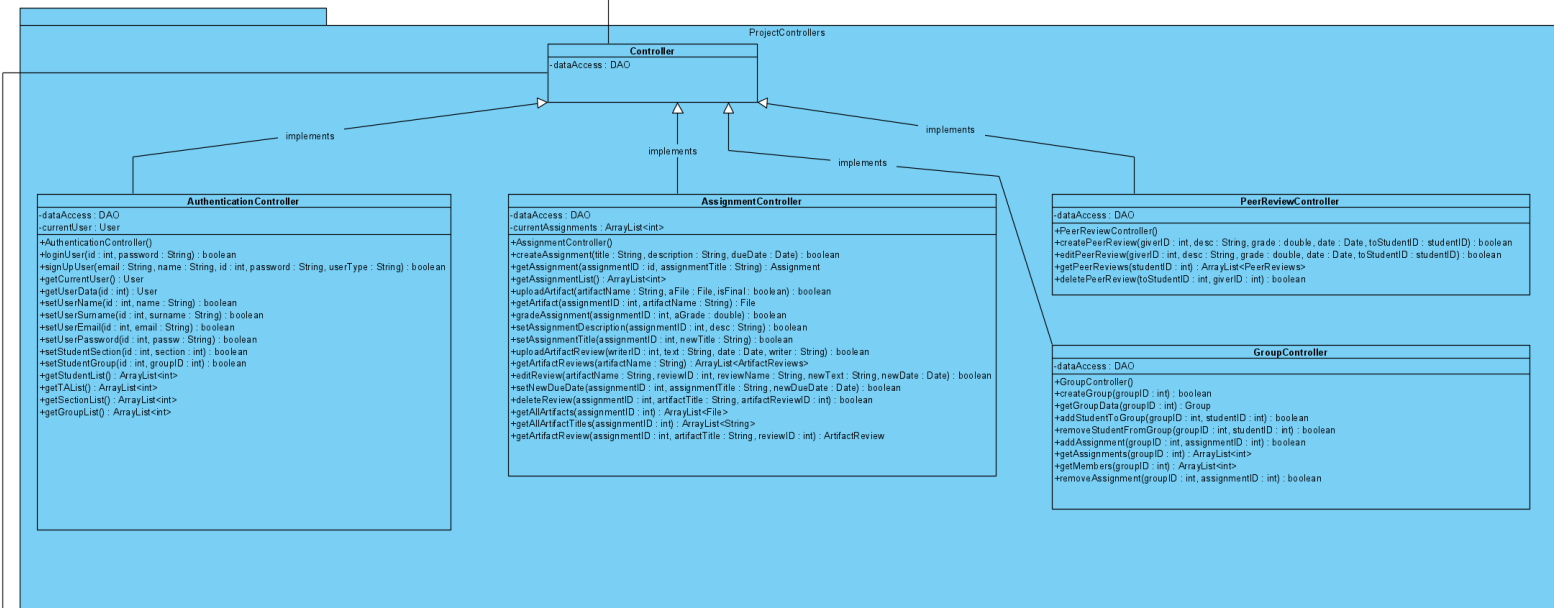 ProjectControllers
Controller
-dataAccess : DAO
implements
implements
implements
implements
AuthenticationController
-dataAccess : DAO
-currentUser : User
+AuthenticationController()
+loginUser(id : int, password : String) : boolean
+signUpUser(email : String, name : String, id : int, password : String, userType : String) : boolean
+getCurrentUser() : User
+getUserData(id : int) : User
+setUserName(id : int, name : String) : boolean
+setUserSurname(id : int, surname : String) : boolean
+setUserEmail(id : int, email : String) : boolean
+setUserPassword(id : int, passw : String) : boolean
+setStudentSection(id : int, section : int) : boolean
+setStudentGroup(id : int, groupID : int) : boolean
+getStudentList() : ArrayList<int>
+getTAList() : ArrayList<int>
+getSectionList() : ArrayList<int>
+getGroupList() : ArrayList<int>
AssignmentController
-dataAccess : DAO
-currentAssignments : ArrayList<int>
+AssignmentController()
+createAssignment(title : String, description : String, dueDate : Date) : boolean
+getAssignment(assignmentID : id, assignmentTitle : String) : Assignment
+getAssignmentList() : ArrayList<int>
+uploadArtifact(artifactName : String, aFile : File, isFinal : boolean) : boolean
+getArtifact(assignmentID : int, artifactName : String) : File
+gradeAssignment(assignmentID : int, aGrade : double) : boolean
+setAssignmentDescription(assignmentID : int, desc : String) : boolean
+setAssignmentTitle(assignmentID : int, newTitle : String) : boolean
+uploadArtifactReview(writerID : int, text : String, date : Date, writer : String) : boolean
+getArtifactReviews(artifactName : String) : ArrayList<ArtifactReviews>
+editReview(artifactName : String, reviewID : int, reviewName : String, newText : String, newDate : Date) : boolean
+setNewDueDate(assignmentID : int, assignmentTitle : String, newDueDate : Date) : boolean
+deleteReview(assignmentID : int, artifactTitle : String, artifactReviewID : int) : boolean
+getAllArtifacts(assignmentID : int) : ArrayList<File>
+getAllArtifactTitles(assignmentID : int) : ArrayList<String>
+getArtifactReview(assignmentID : int, artifactTitle : String, reviewID : int) : ArtifactReview
PeerReviewController
-dataAccess : DAO
+PeerReviewController()
+createPeerReview(giverID : int, desc : String, grade : double, date : Date, toStudentID : studentID) : boolean
+editPeerReview(giverID : int, desc : String, grade : double, date : Date, toStudentID : studentID) : boolean
+getPeerReviews(studentID : int) : ArrayList<PeerReviews>
+deletePeerReview(toStudentID : int, giverID : int) : boolean
GroupController
-dataAccess : DAO
+GroupController()
+createGroup(groupID : int) : boolean
+getGroupData(groupID : int) : Group
+addStudentToGroup(groupID : int, studentID : int) : boolean
+removeStudentFromGroup(groupID : int, studentID : int) : boolean
+addAssignment(groupID : int, assignmentID : int) : boolean
+getAssignments(groupID : int) : ArrayList<int>
+getMembers(groupID : int) : ArrayList<int>
+removeAssignment(groupID : int, assignmentID : int) : boolean